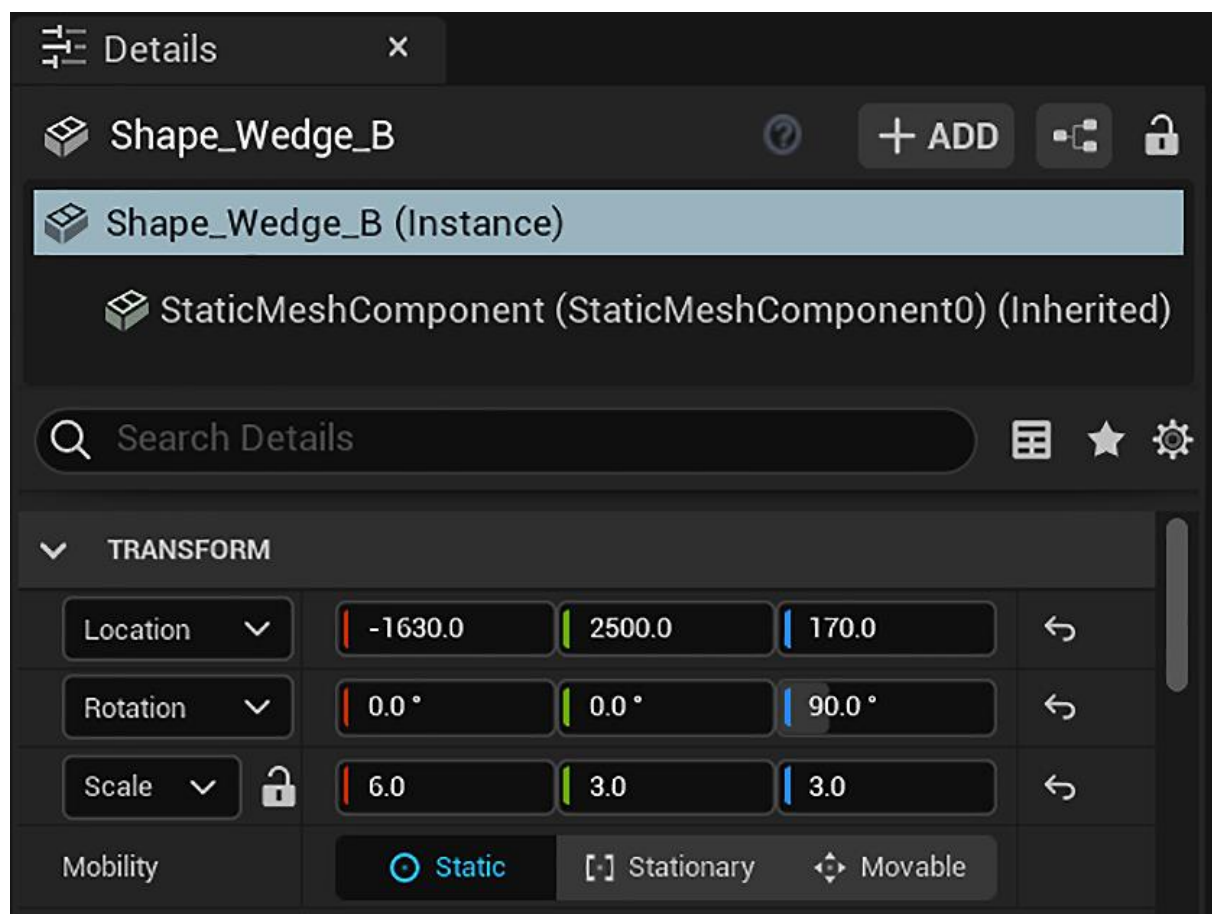 Details
Shape_Wedge_B
+ ADD
Shape_Wedge_B (Instance)
StaticMeshComponent (StaticMeshComponent0) (Inherited)
Search Details
TRANSFORM
Location -1630.0 2500.0 170.0
Rotation 0.0 ° 0.0 ° 90.0 °
Scale 6.0 3.0 3.0
Mobility Static Stationary Movable